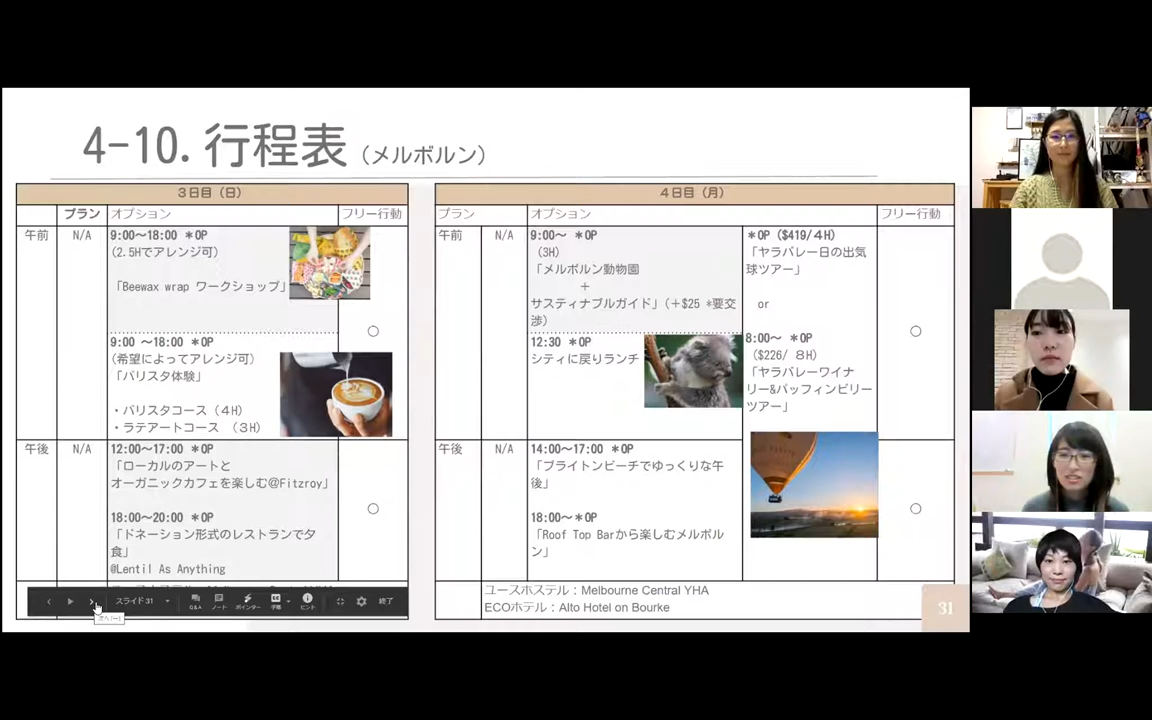 4-10. 行程表（メルボルン）
3日目（日）
プラン
オプション
フリー行動
午前
N/A
9:00～18:00 ＊OP
(2.5Hでアレンジ可)
「Beewax wrap ワークショップ」
○
9:00 ～18:00 ＊OP
(希望によってアレンジ可)
「バリスタ体験」
・バリスタコース（４H）
・ラテアートコース （３H）
午後
N/A
12:00～17:00 ＊OP
「ローカルのアートと
オーガニックカフェを楽しむ@Fitzroy」
○
18:00～20:00 ＊OP
「ドネーション形式のレストランで夕
食」
@Lentil As Anything
スライド 31
Q&A
ノート
ポインター
字幕
ヒント
終了
4日目（月）
プラン
オプション
フリー行動
午前
N/A
9:00～ ＊OP
（3H）
「メルボルン動物園
＋
サスティナブルガイド」（＋$25 *要交
渉）
12:30 ＊OP
シティに戻りランチ
＊OP（$419/４H）
「ヤラバレー日の出気
球ツアー」
or
8:00～ ＊OP
（$226/ ８H）
「ヤラバレーワイナ
リー&パッフィンビリー
ツアー」
○
午後
N/A
14:00～17:00 ＊OP
「ブライトンビーチでゆっくりな午
後」
18:00～＊OP
「Roof Top Barから楽しむメルボル
ン」
○
ユースホステル：Melbourne Central YHA
ECOホテル：Alto Hotel on Bourke
31